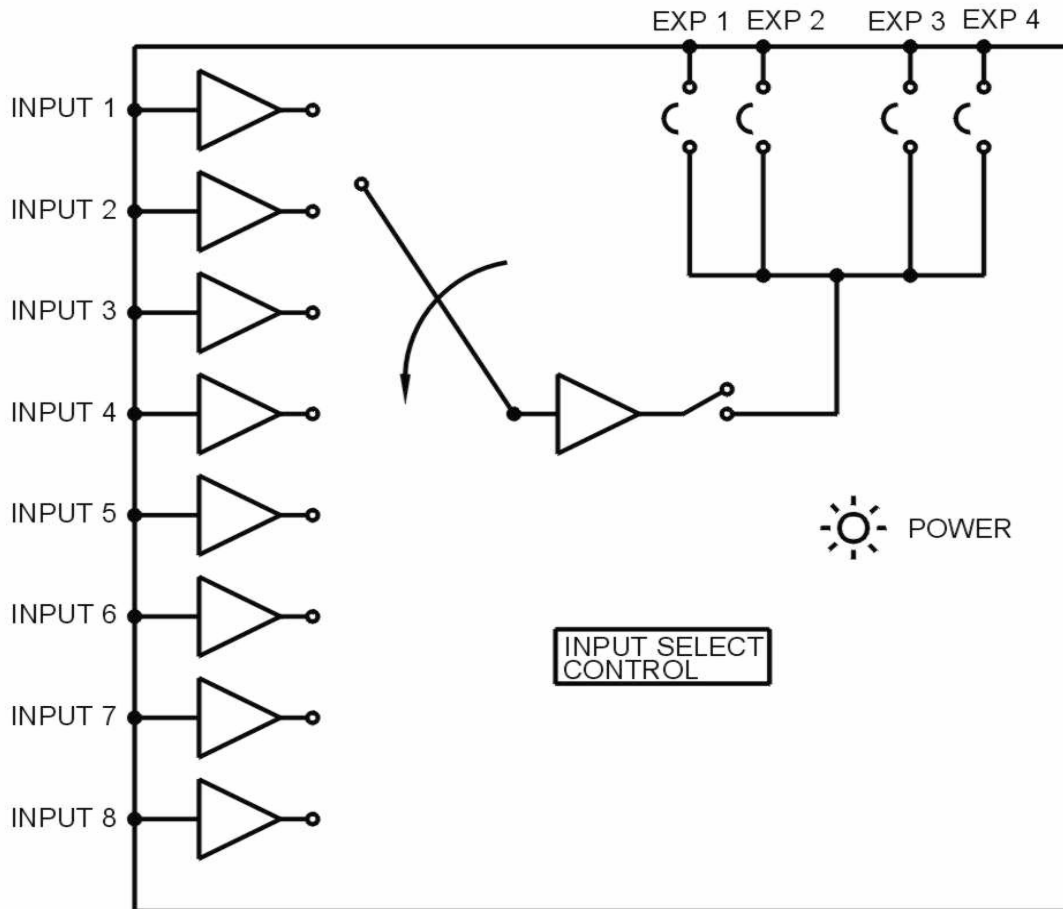 EXP 1 EXP 2 EXP 3 EXP 4
INPUT 1
INPUT 2
INPUT 3
INPUT 4
INPUT 5
POWER
INPUT 6
INPUT SELECT
CONTROL
INPUT 7
INPUT 8